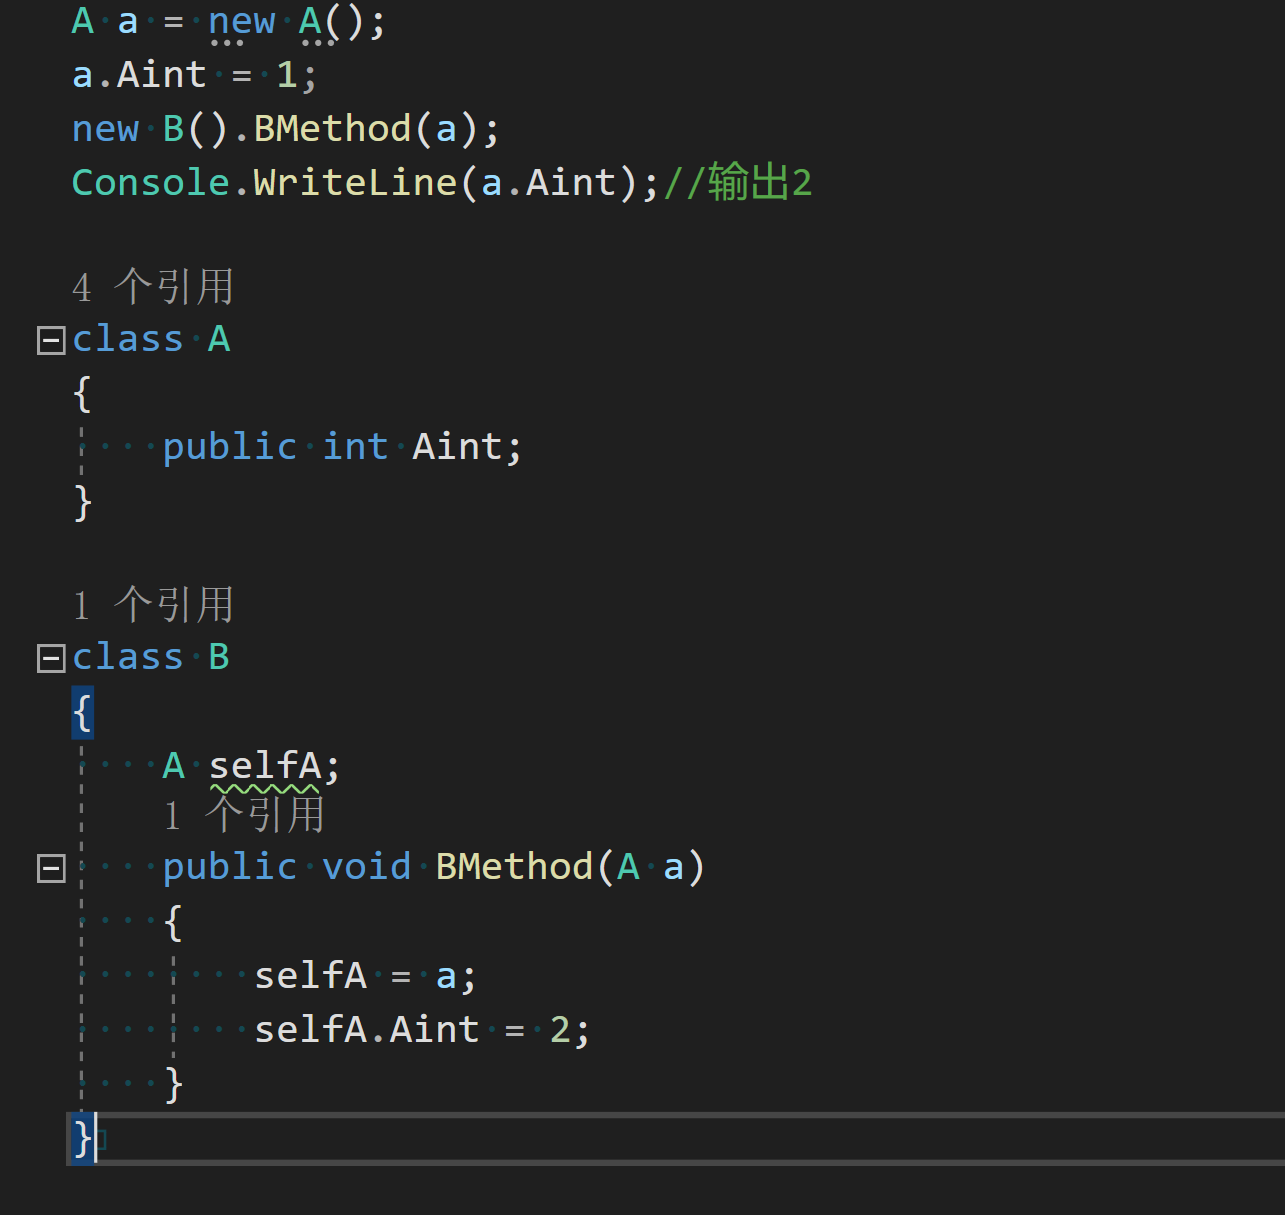 A a = new A();
a.Aint = 1;
new B().BMethod(a);
Console.WriteLine(a.Aint);//输出2
4 个引用
class A
{
    public int Aint;
}
1 个引用
class B
{
    A selfA;
    1 个引用
    public void BMethod(A a)
    {
        selfA = a;
        selfA.Aint = 2;
    }
}